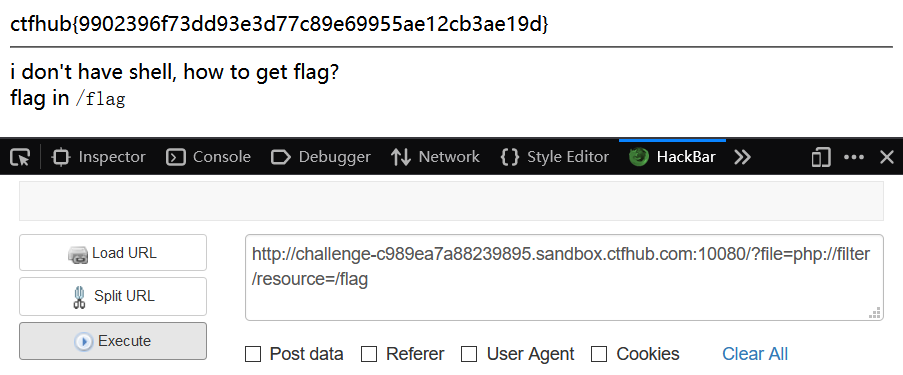 ctfhub{9902396f73dd93e3d77c89e69955ae12cb3ae19d}
i don't have shell, how to get flag?
flag in /flag
Inspector Console Debugger Network {} Style Editor HackBar
Load URL
http://challenge-c989ea7a88239895.sandbox.ctfhub.com:10080/?file=php://filter
/resource=/flag
Split URL
Execute
Post data Referer User Agent Cookies Clear All